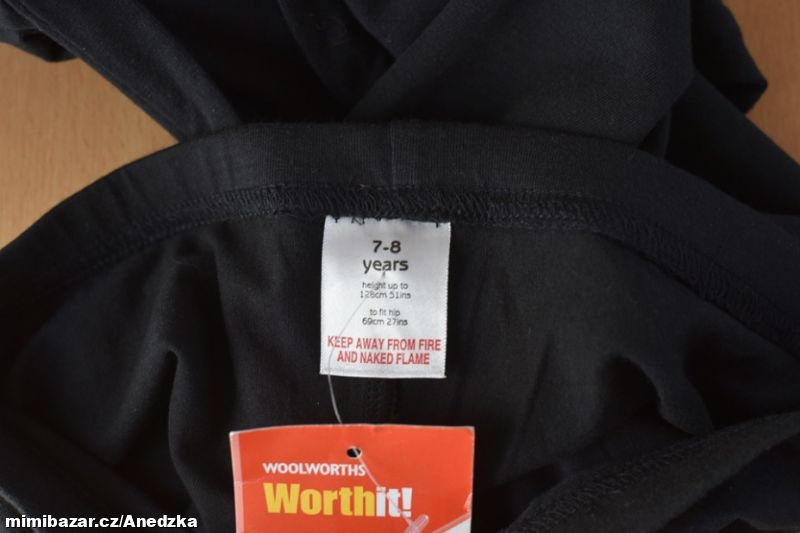 7-8
years
height up to
128cm 51ins
to fit hip
69cm 27ins
KEEP AWAY FROM FIRE
AND NAKED FLAME
WOOLWORTHS
Worthit!
mimibazar.cz/Anedzka